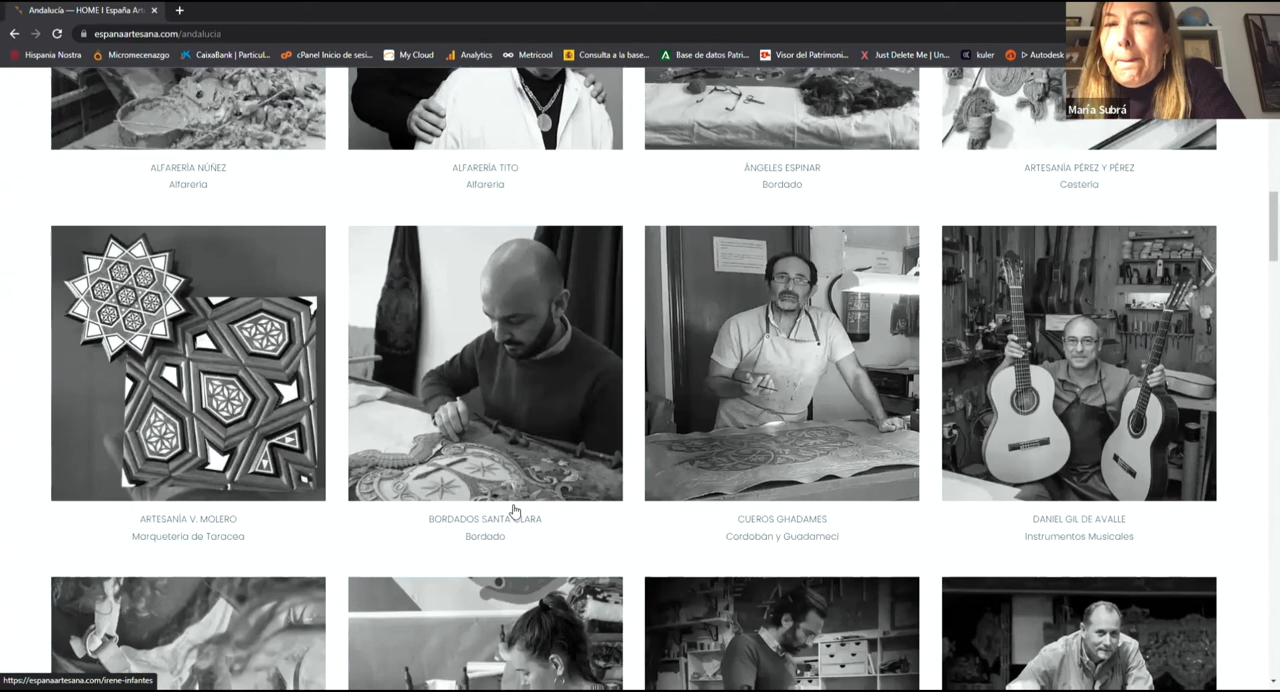 Andalucía — HOME I España Art
espanaartesana.com/andalucia
Hispania Nostra
Micromecenazgo
CaixaBank | Particul...
cPanel Inicio de sesi...
My Cloud
Analytics
Metricool
Consulta a la base...
Base de datos Patri...
Visor del Patrimoni...
Just Delete Me | Un...
kuler
Autodesk
María Subrá
ALFARERÍA NÚÑEZ
Alfarería
ALFARERÍA TITO
Alfarería
ÁNGELES ESPINAR
Bordado
ARTESANÍA PÉREZ Y PÉREZ
Cestería
ARTESANÍA V. MOLERO
Marquetería de Taracea
BORDADOS SANTA CLARA
Bordado
CUEROS GHADAMÉS
Cordobán y Guadamecí
DANIEL GIL DE AVALLE
Instrumentos Musicales
https://espanaartesana.com/irene-infantes